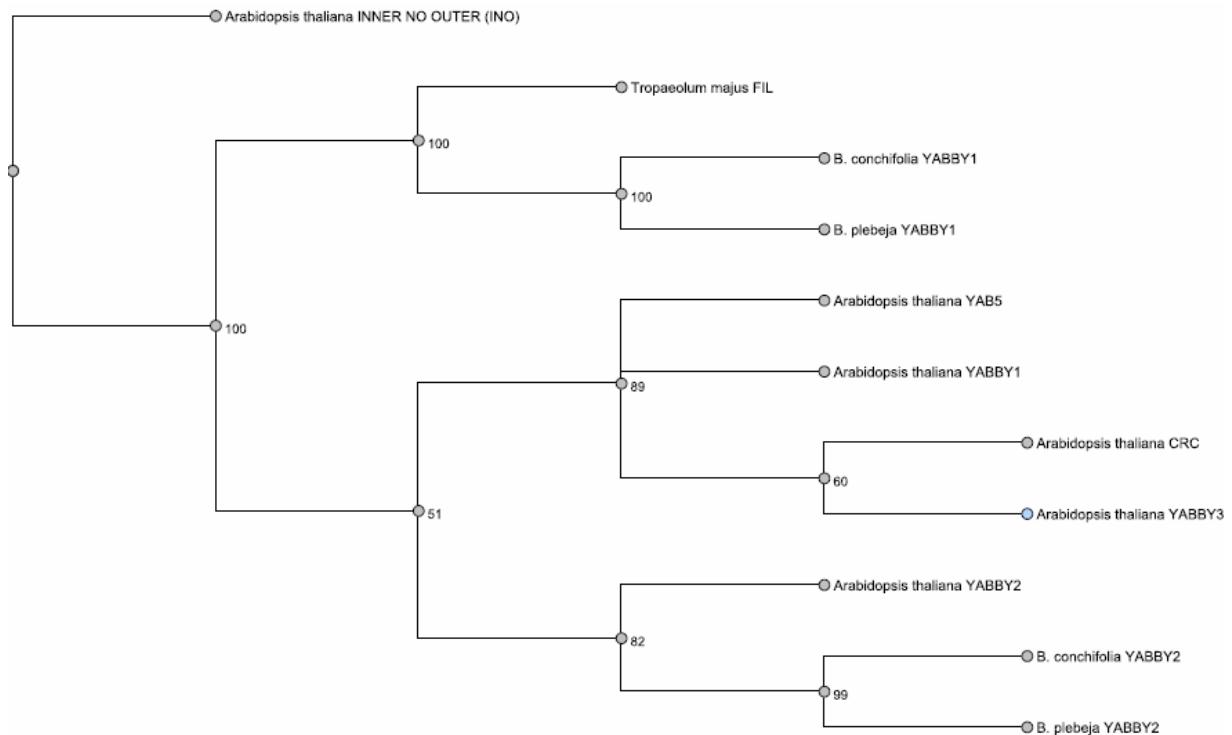 Arabidopsis thaliana INNER NO OUTER (INO)
Tropaeolum majus FIL
100
B. conchifolia YABBY1
100
B. plebeja YABBY1
Arabidopsis thaliana YAB5
100
Arabidopsis thaliana YABBY1
89
Arabidopsis thaliana CRC
60
Arabidopsis thaliana YABBY3
51
Arabidopsis thaliana YABBY2
82
B. conchifolia YABBY2
99
B. plebeja YABBY2